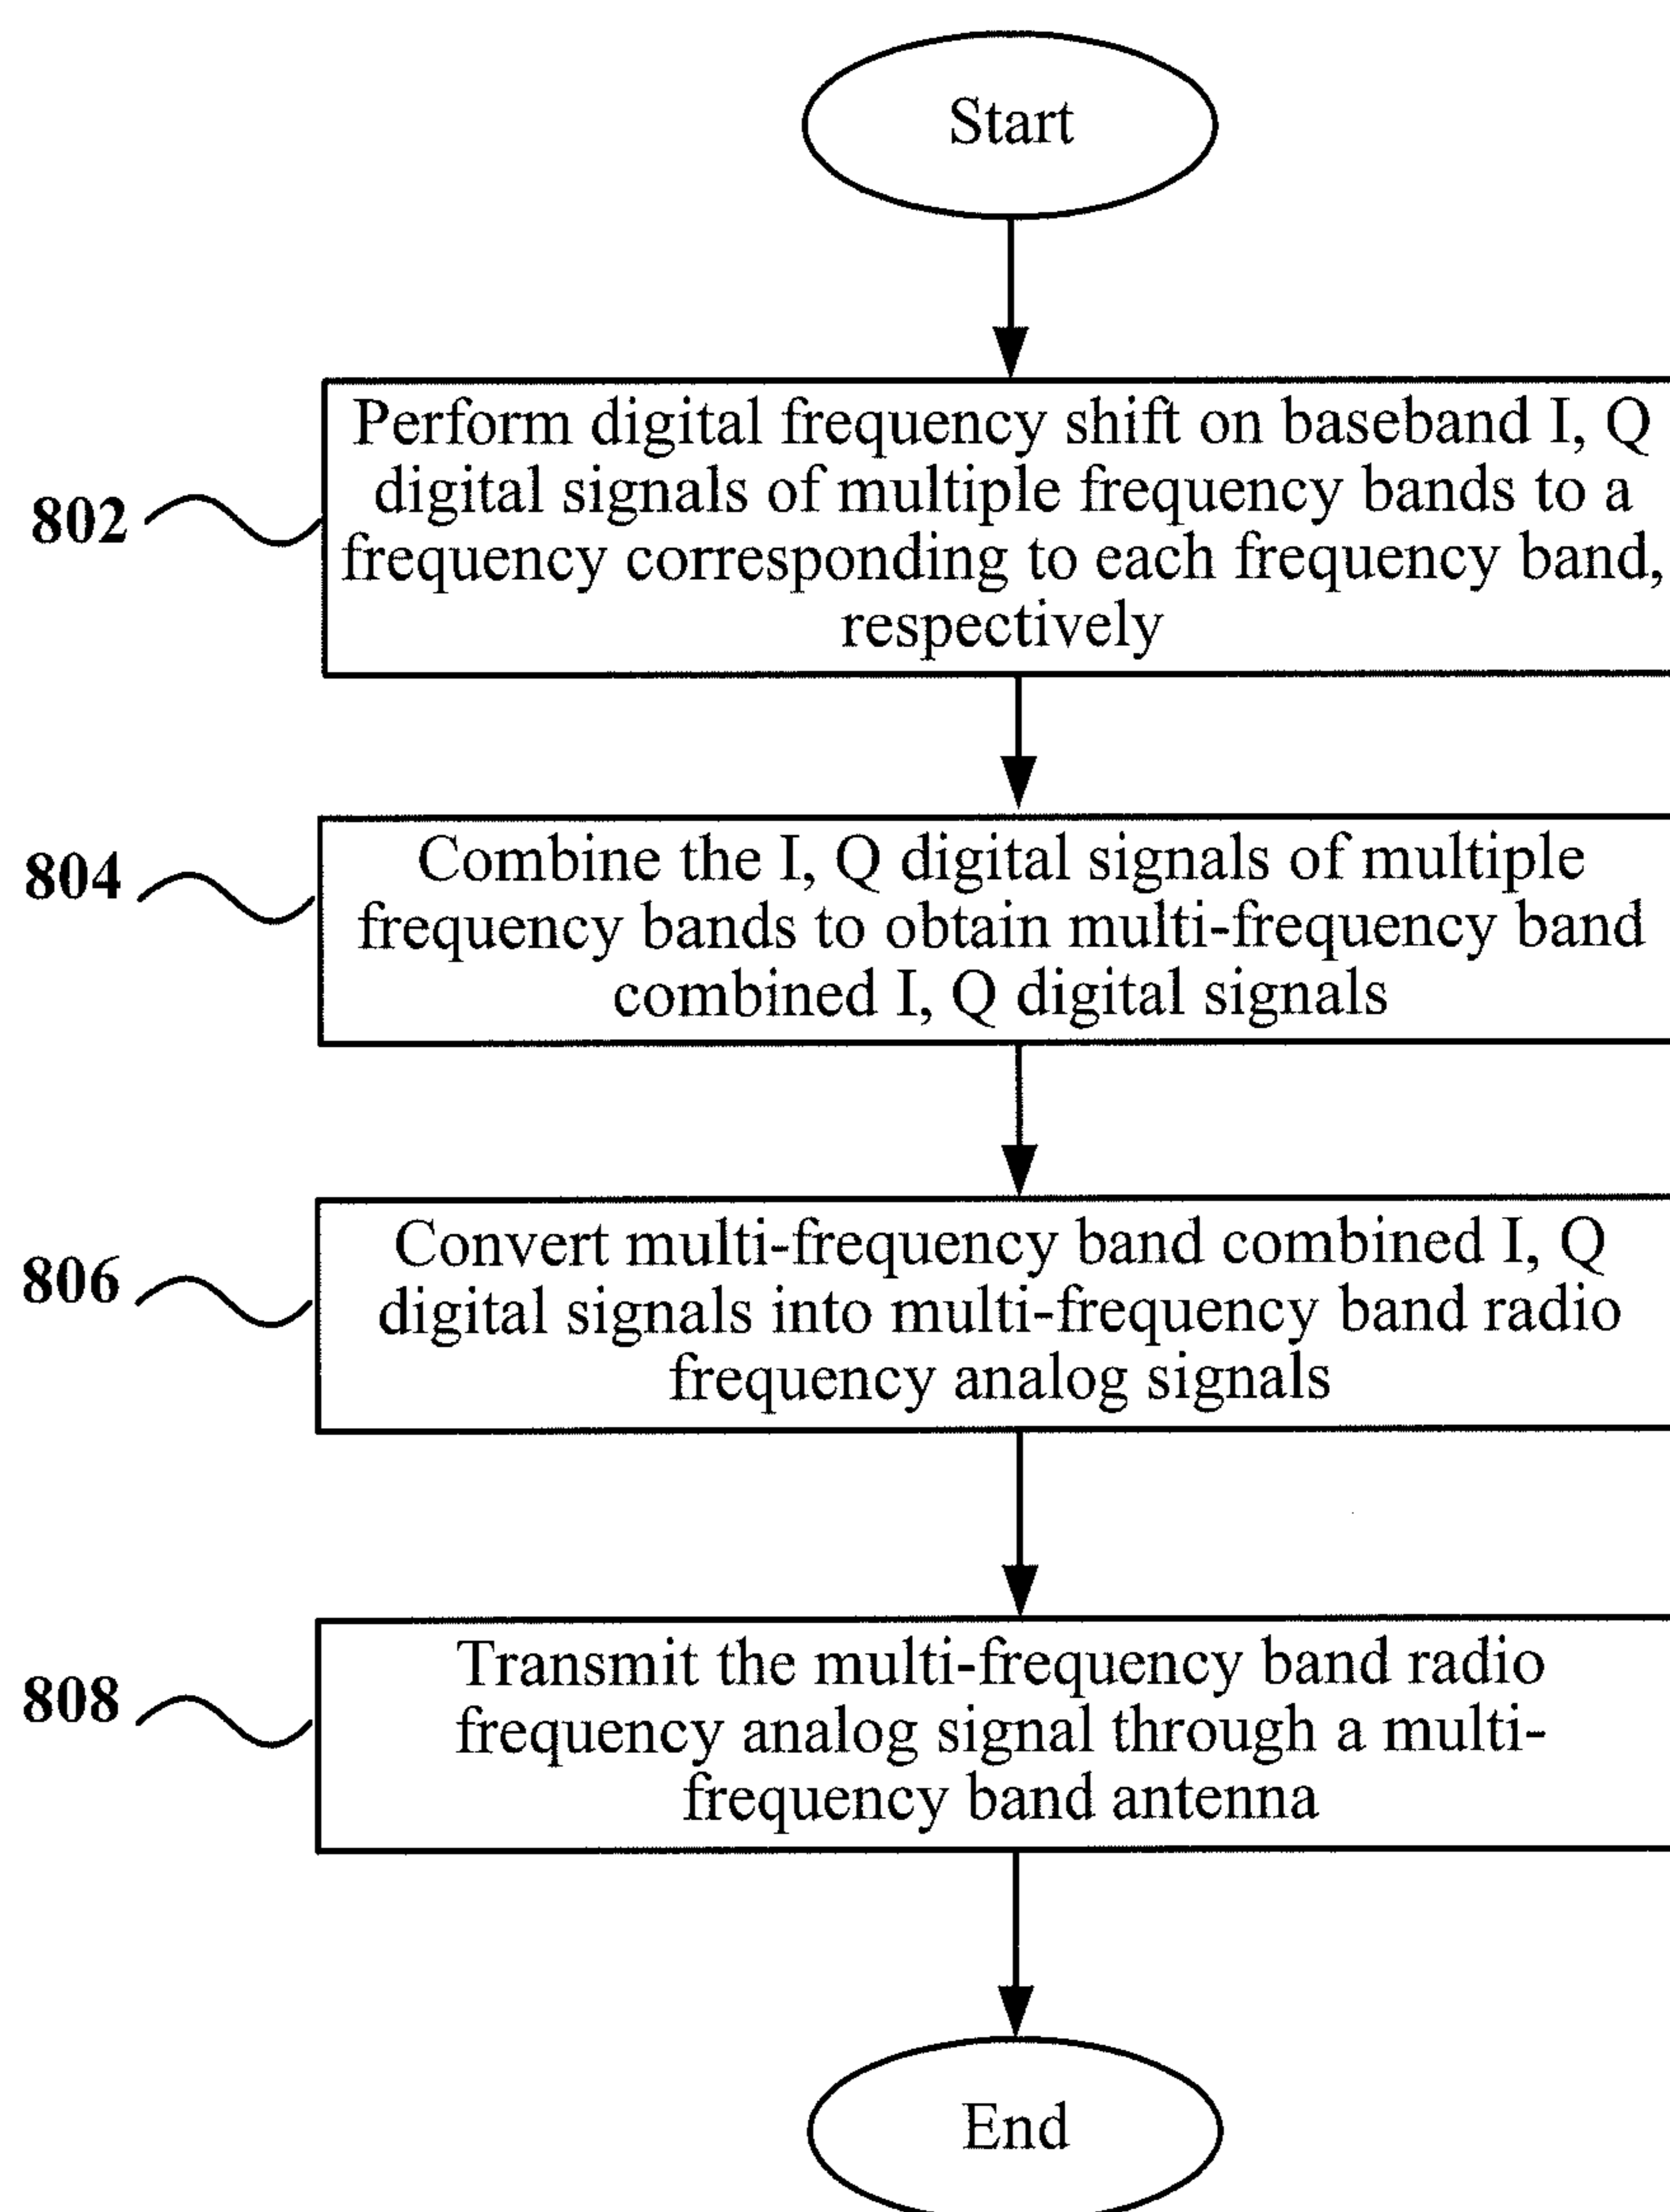 Start
802
Perform digital frequency shift on baseband I, Q
digital signals of multiple frequency bands to a
frequency corresponding to each frequency band,
respectively
804
Combine the I, Q digital signals of multiple
frequency bands to obtain multi-frequency band
combined I, Q digital signals
806
Convert multi-frequency band combined I, Q
digital signals into multi-frequency band radio
frequency analog signals
808
Transmit the multi-frequency band radio
frequency analog signal through a multi-
frequency band antenna
End